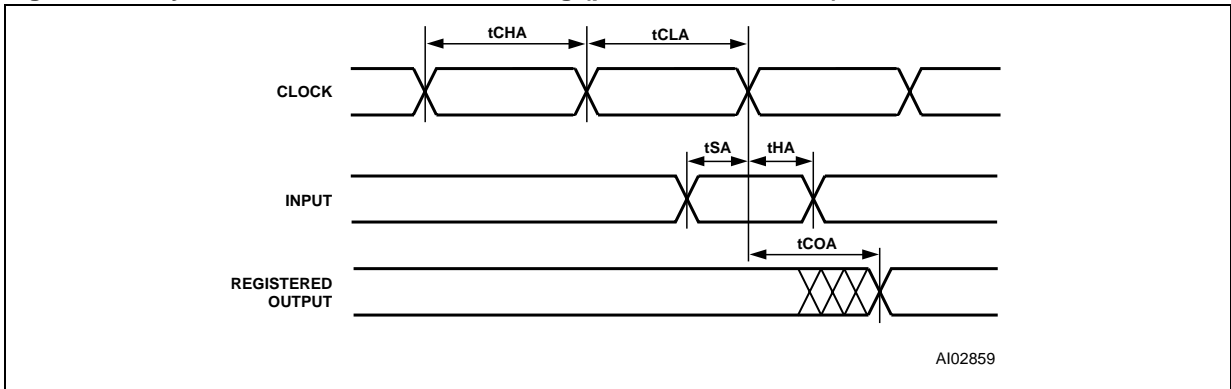 tCHA tCLA
CLOCK
tSA tHA
INPUT
tCOA
REGISTERED
OUTPUT
AI02859